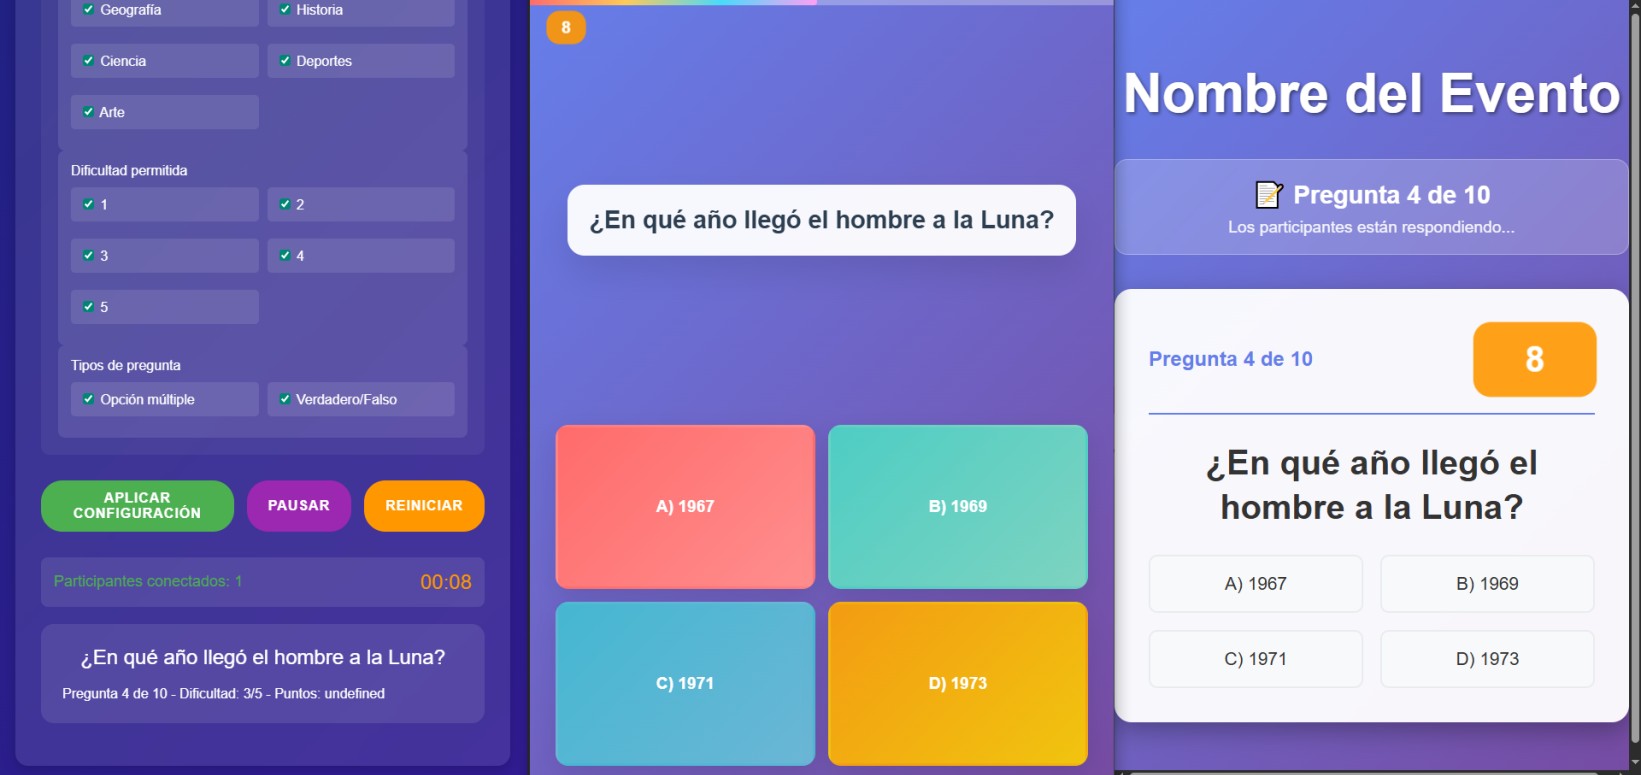 Geografía
Historia
Ciencia
Deportes
Arte
Dificultad permitida
1
2
3
4
5
Tipos de pregunta
Opción múltiple
Verdadero/Falso
APLICAR
CONFIGURACIÓN
PAUSAR
REINICIAR
Participantes conectados: 1
00:08
¿En qué año llegó el hombre a la Luna?
Pregunta 4 de 10 - Dificultad: 3/5 - Puntos: undefined
8
¿En qué año llegó el hombre a la Luna?
A) 1967
B) 1969
C) 1971
D) 1973
Nombre del Evento
📝 Pregunta 4 de 10
Los participantes están respondiendo...
Pregunta 4 de 10
8
¿En qué año llegó el
hombre a la Luna?
A) 1967
B) 1969
C) 1971
D) 1973